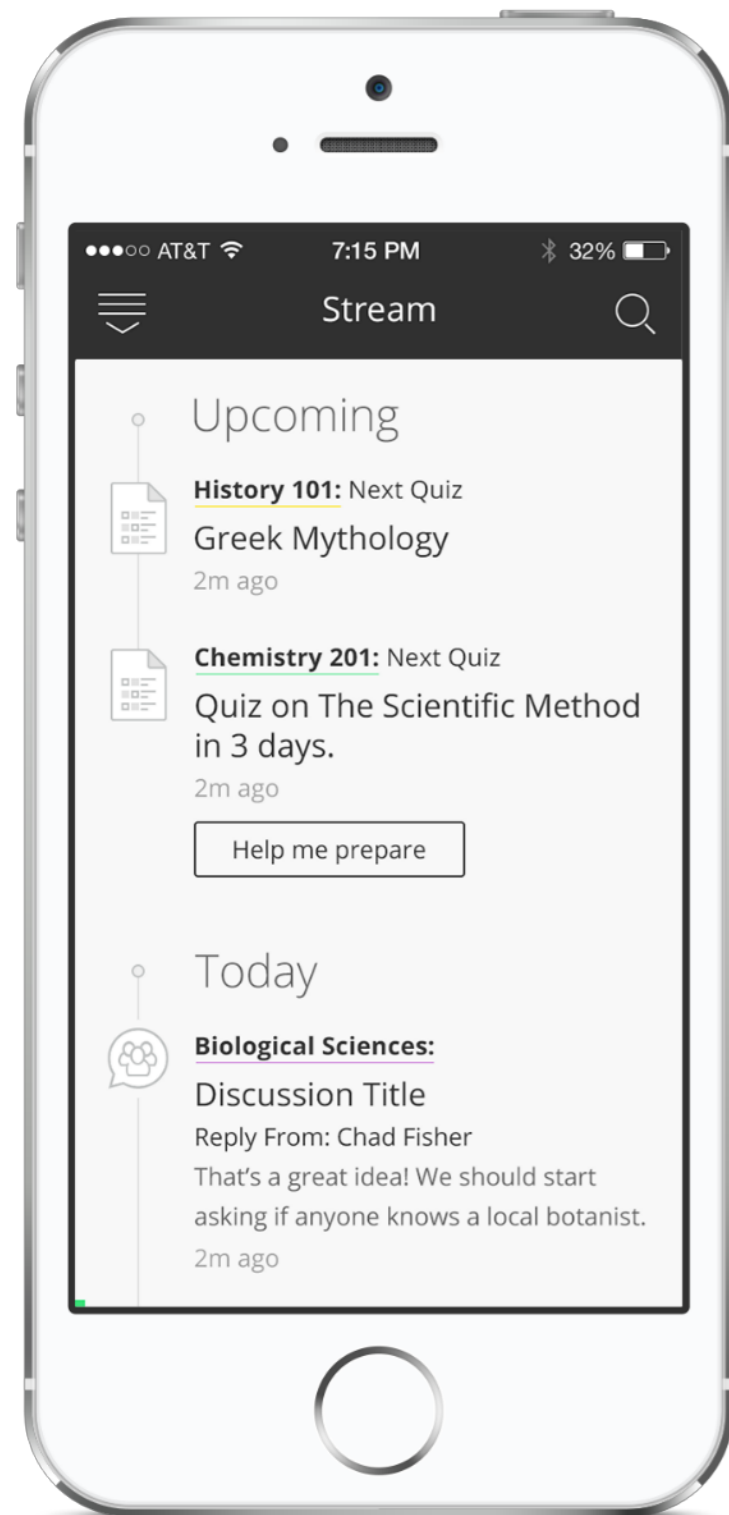 AT&T 7:15 PM 32%
Stream
Upcoming
History 101: Next Quiz
Greek Mythology
2m ago
Chemistry 201: Next Quiz
Quiz on The Scientific Method
in 3 days.
2m ago
Help me prepare
Today
Biological Sciences:
Discussion Title
Reply From: Chad Fisher
That's a great idea! We should start
asking if anyone knows a local botanist.
2m ago